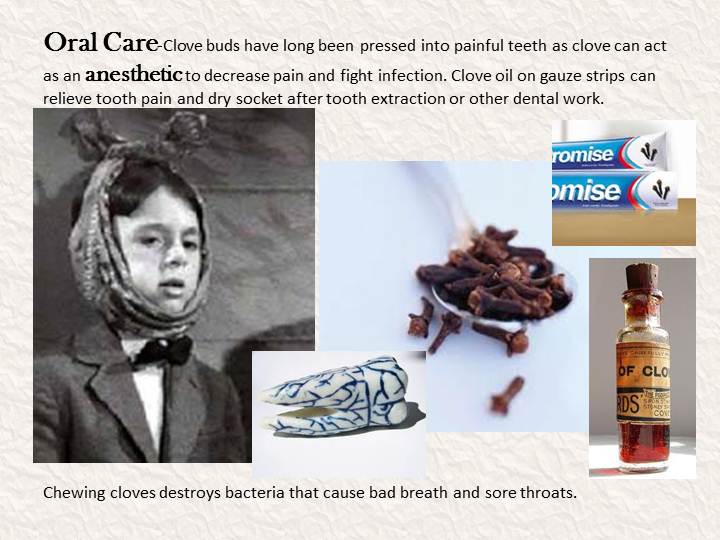 Oral Care-Clove buds have long been pressed into painful teeth as clove can act
as an anesthetic to decrease pain and fight infection. Clove oil on gauze strips can
relieve tooth pain and dry socket after tooth extraction or other dental work.
romise
omise
OF CLO
RDS'
Chewing cloves destroys bacteria that cause bad breath and sore throats.